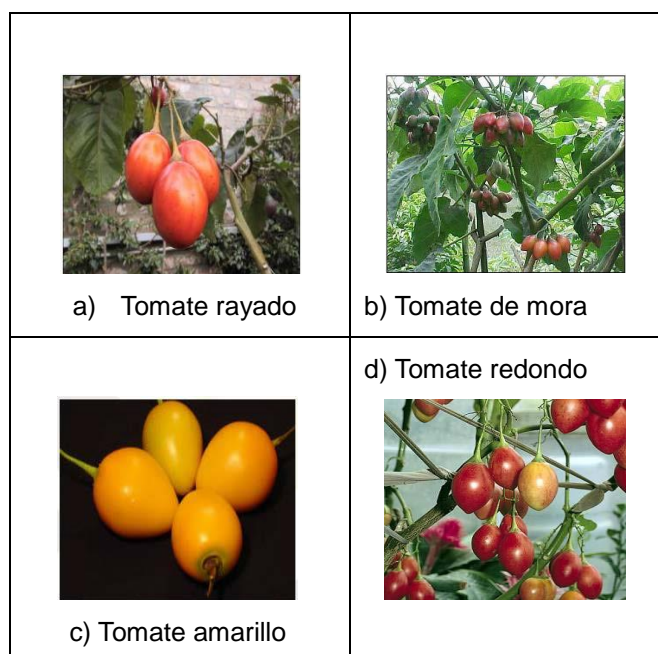 a) Tomate rayado
b) Tomate de mora
d) Tomate redondo
c) Tomate amarillo